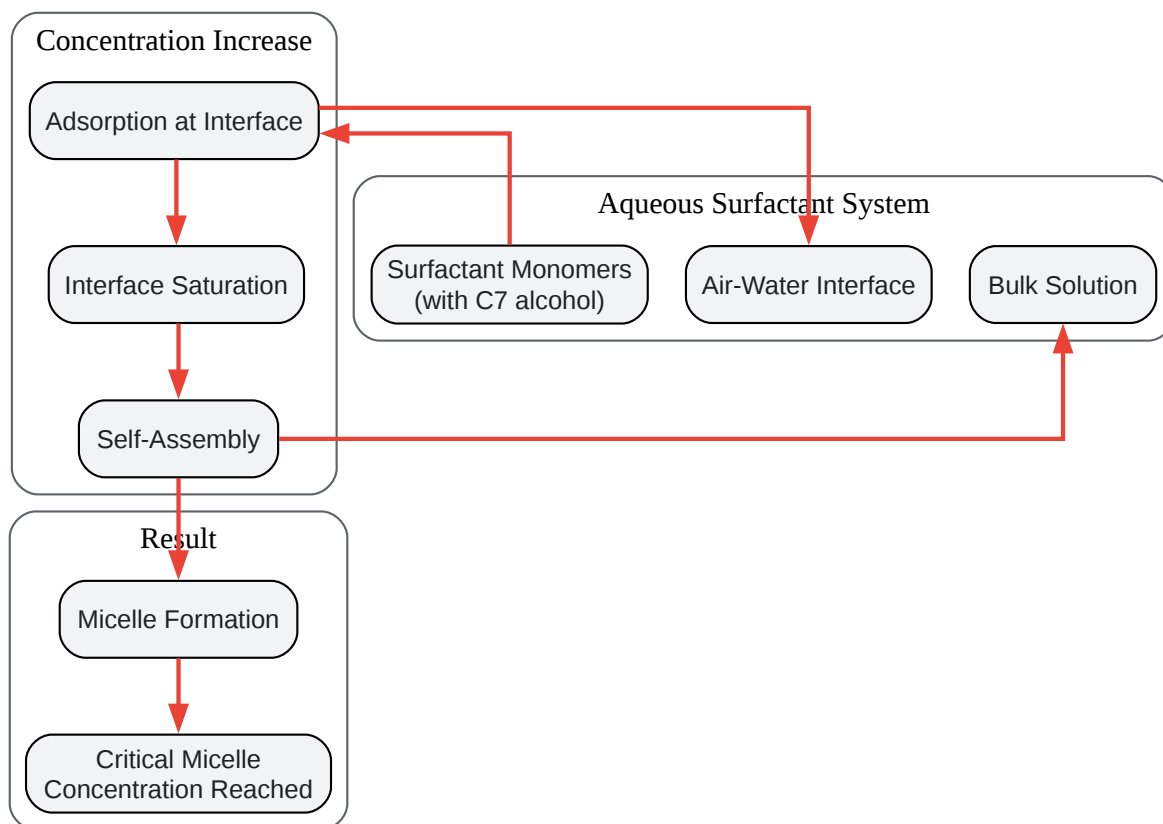 Concentration Increase
Adsorption at Interface
Interface Saturation
Self-Assembly
Aqueous Surfactant System
Surfactant Monomers
(with C7 alcohol)
Air-Water Interface
Bulk Solution
Result
Micelle Formation
Critical Micelle
Concentration Reached